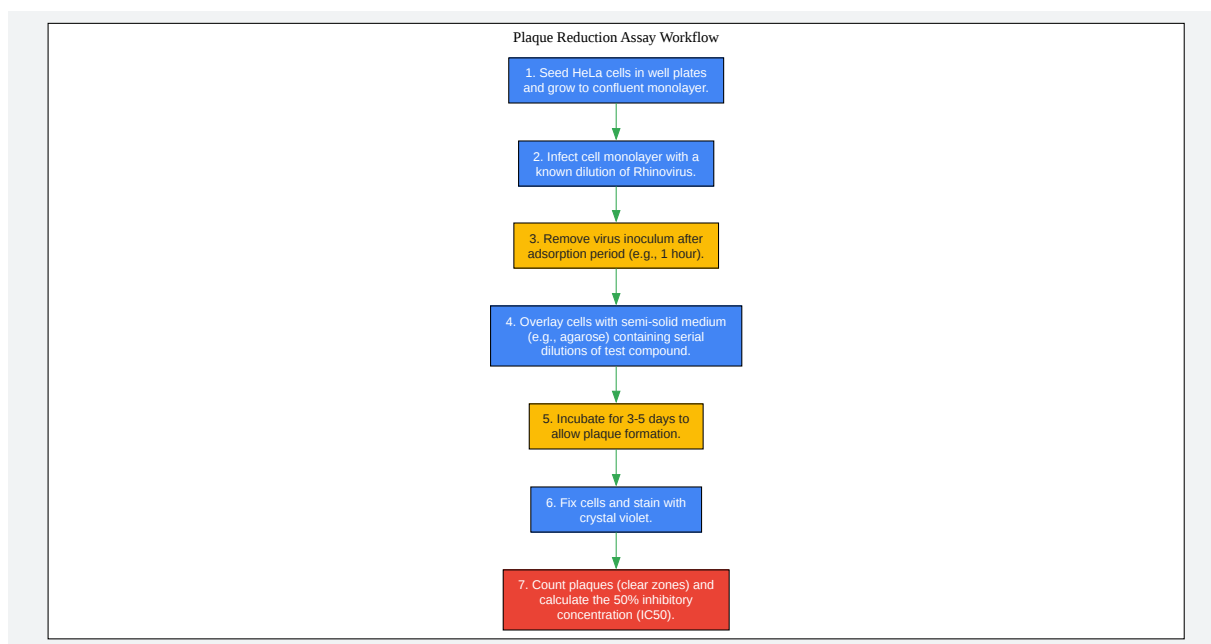 Plaque Reduction Assay Workflow
1. Seed HeLa cells in well plates
and grow to confluent monolayer.
2. Infect cell monolayer with a
known dilution of Rhinovirus.
3. Remove virus inoculum after
adsorption period (e.g., 1 hour).
4. Overlay cells with semi-solid medium
(e.g., agarose) containing serial
dilutions of test compound.
5. Incubate for 3-5 days to
allow plaque formation.
6. Fix cells and stain with
crystal violet.
7. Count plaques (clear zones) and
calculate the 50% inhibitory
concentration (IC50).